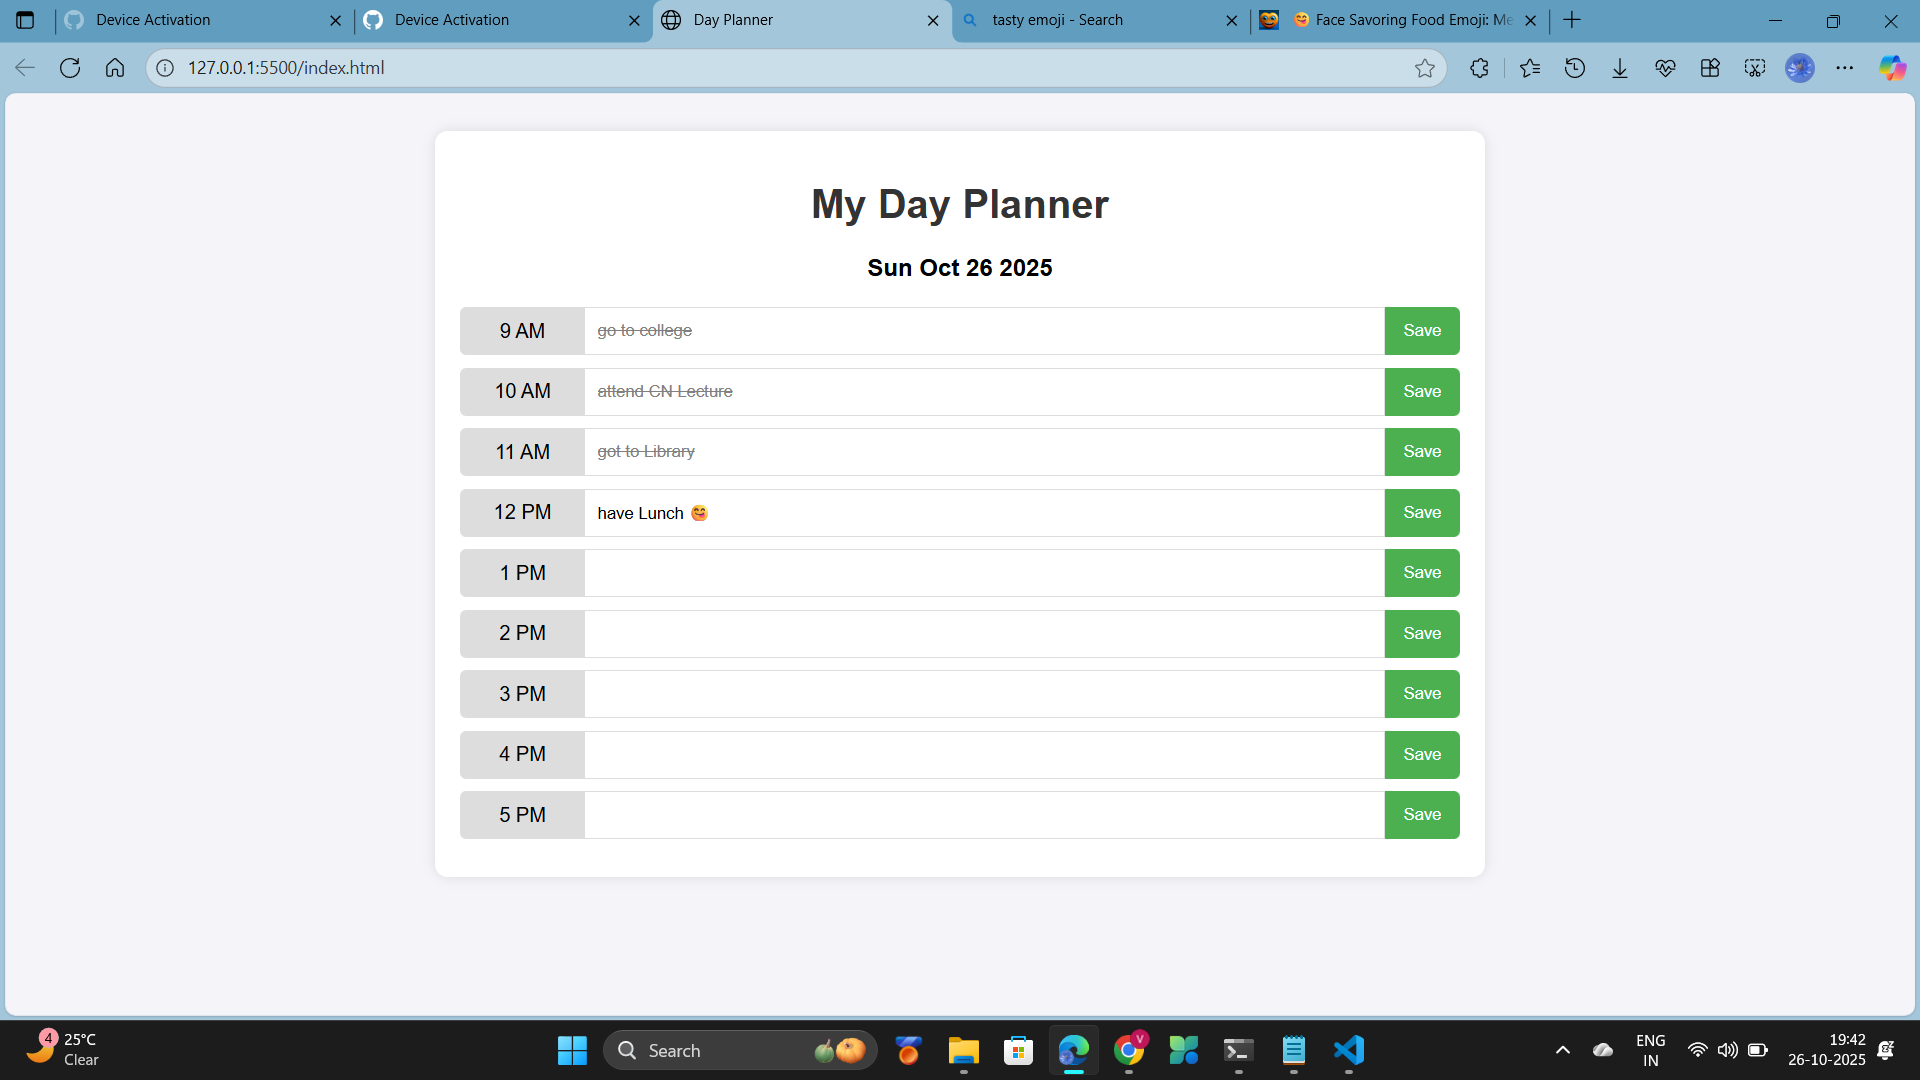 Device Activation
Device Activation
Day Planner
tasty emoji - Search
😋 Face Savoring Food Emoji: Me
127.0.0.1:5500/index.html
My Day Planner
Sun Oct 26 2025
9 AM go to college Save
10 AM attend CN Lecture Save
11 AM got to Library Save
12 PM have Lunch 😋 Save
1 PM Save
2 PM Save
3 PM Save
4 PM Save
5 PM Save
4
25°C
Clear
Search
V
ENG
IN
19:42
26-10-2025